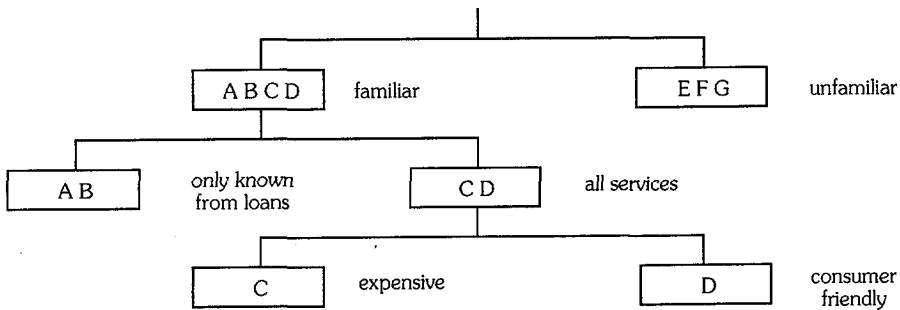 A B C D
familiar
E F G
unfamiliar
A B
only known
from loans
C D
all services
C
expensive
D
consumer
friendly